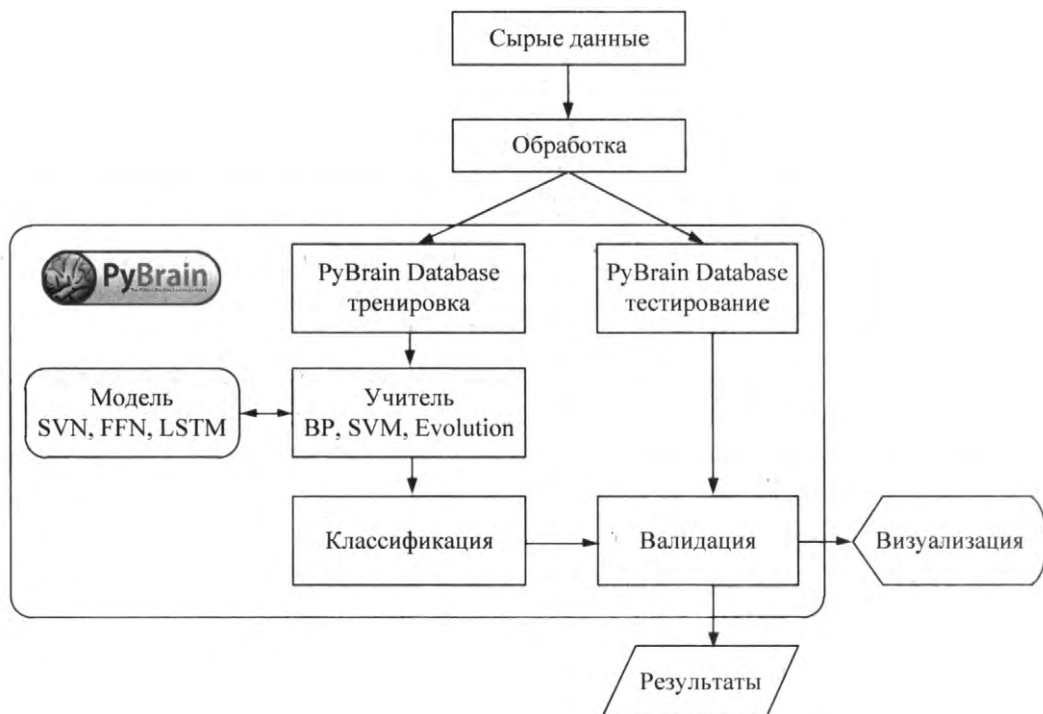 Сырые данные
Обработка
PyBrain
PyBrain Database
тренировка
PyBrain Database
тестирование
Модель
SVN, FFN, LSTM
Учитель
BP, SVM, Evolution
Классификация
Валидация
Визуализация
Результаты